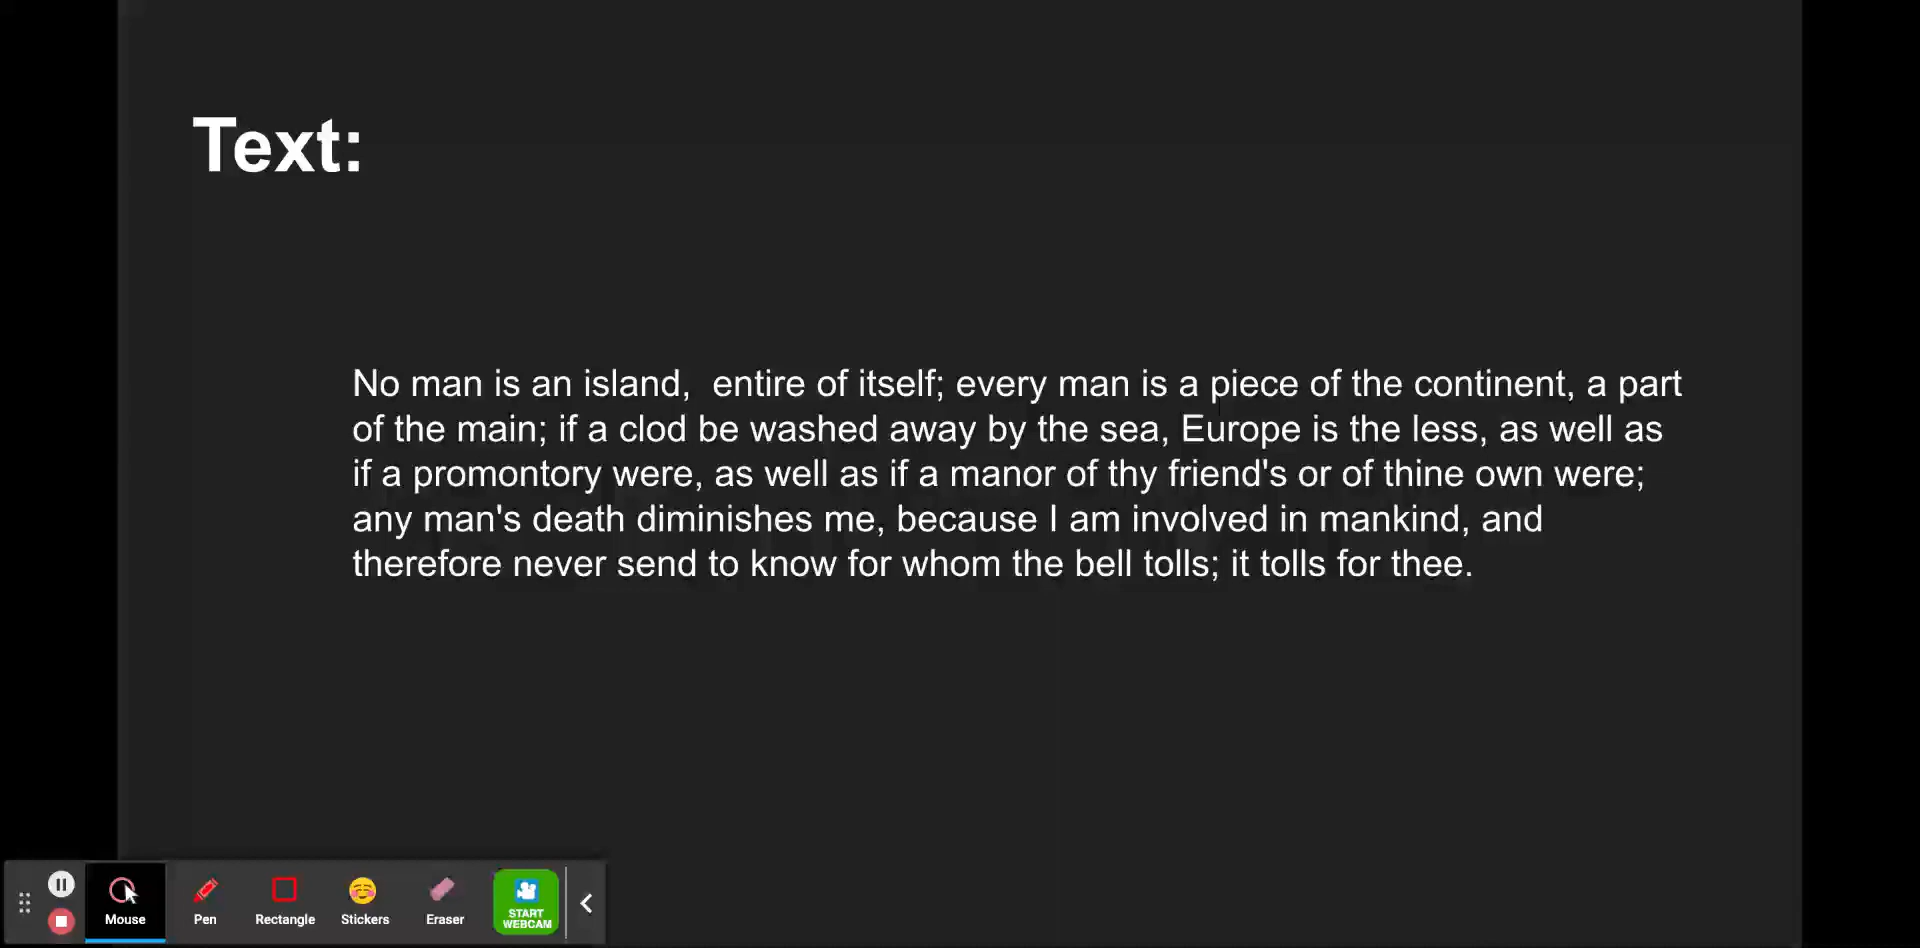 Text:
No man is an island,  entire of itself; every man is a piece of the continent, a part
of the main; if a clod be washed away by the sea, Europe is the less, as well as
if a promontory were, as well as if a manor of thy friend's or of thine own were;
any man's death diminishes me, because I am involved in mankind, and
therefore never send to know for whom the bell tolls; it tolls for thee.
Mouse Pen Rectangle Stickers Eraser START
WEBCAM